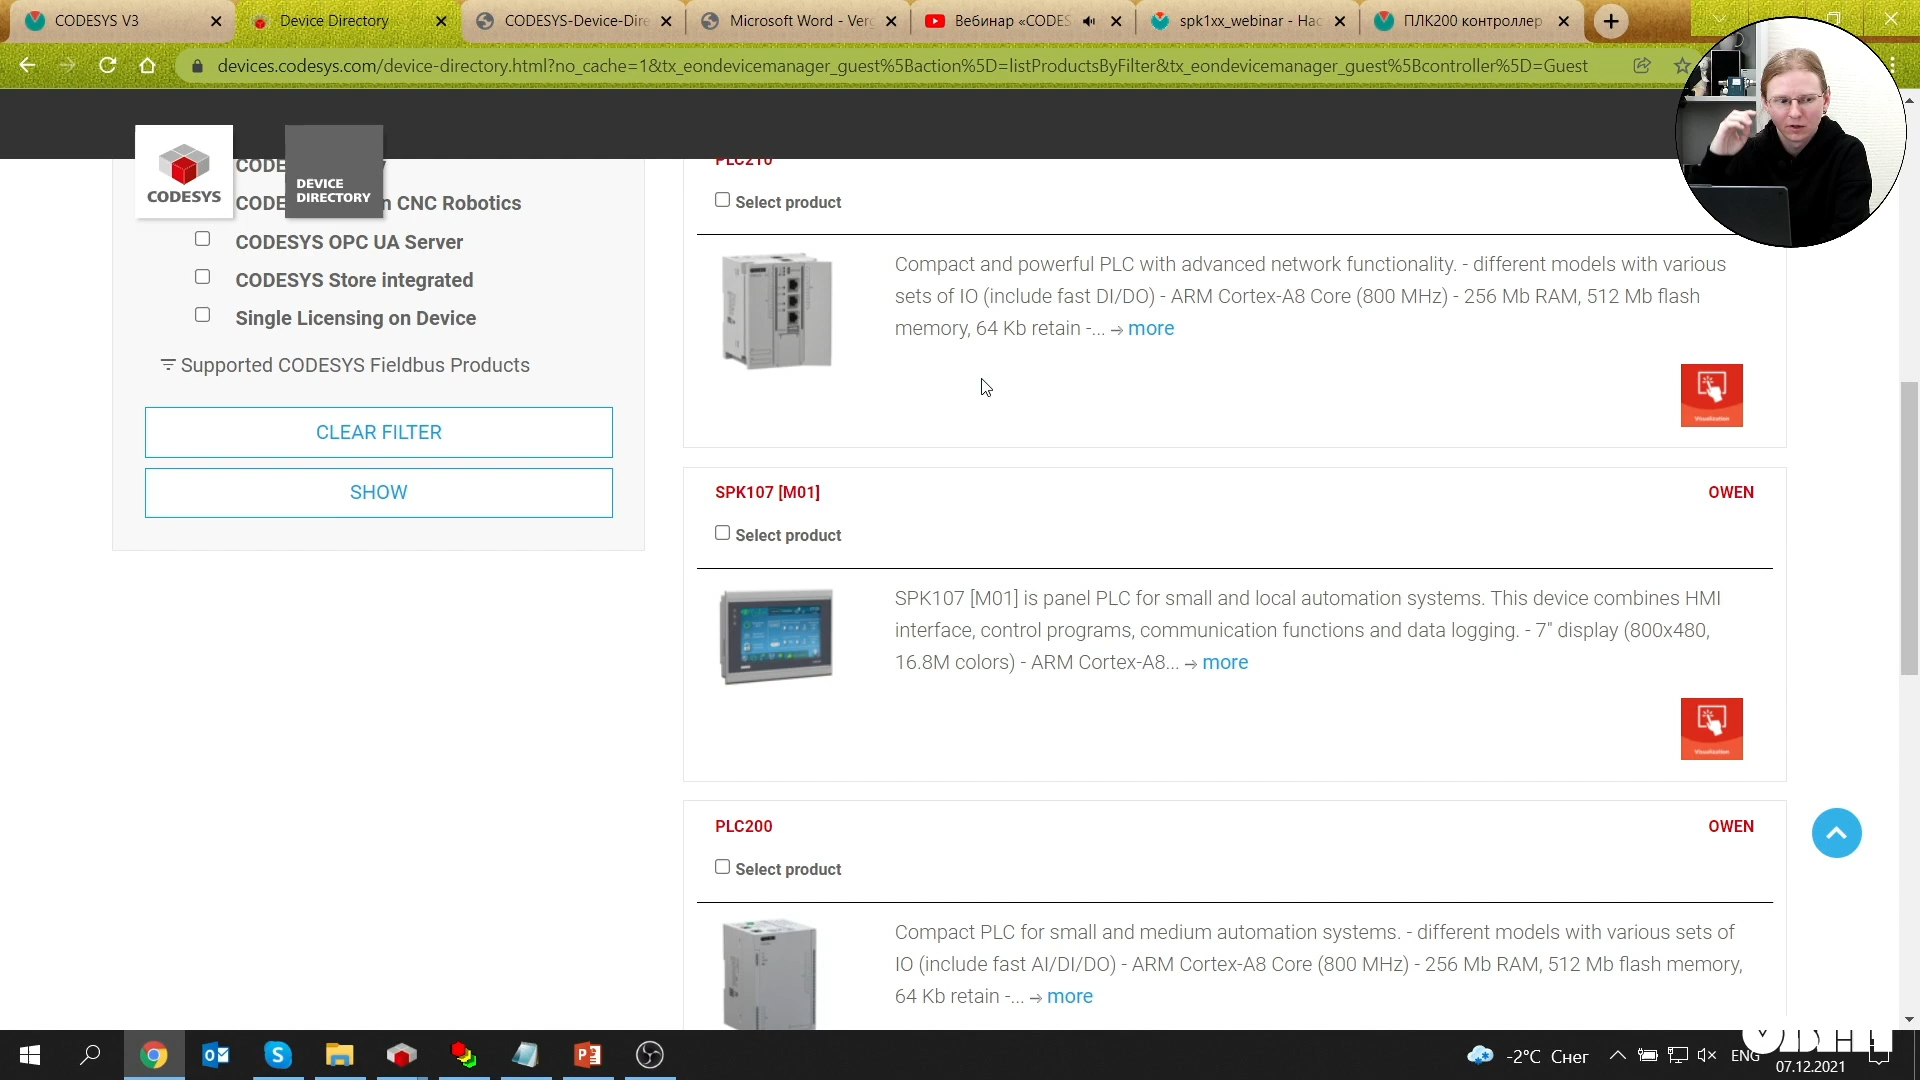 CODESYS V3
Device Directory
CODESYS-Device-Dire
Microsoft Word - Verg
Вебинар «CODES
spk1xx_webinar - Нас
ПЛК200 контроллер
devices.codesys.com/device-directory.html?no_cache=1&tx_eondevicemanager_guest%5Baction%5D=listProductsByFilter&tx_eondevicemanager_guest%5Bcontroller%5D=Guest
CODESYS
DEVICE
DIRECTORY
CODE
CODE
n CNC Robotics
CODESYS OPC UA Server
CODESYS Store integrated
Single Licensing on Device
Supported CODESYS Fieldbus Products
CLEAR FILTER
SHOW
PLC210
Select product
Compact and powerful PLC with advanced network functionality. - different models with various
sets of IO (include fast DI/DO) - ARM Cortex-A8 Core (800 MHz) - 256 Mb RAM, 512 Mb flash
memory, 64 Kb retain -... → more
Visualization
SPK107 [M01]
OWEN
Select product
SPK107 [M01] is panel PLC for small and local automation systems. This device combines HMI
interface, control programs, communication functions and data logging. - 7" display (800x480,
16.8M colors) - ARM Cortex-A8... → more
Visualization
PLC200
OWEN
Select product
Compact PLC for small and medium automation systems. - different models with various sets of
IO (include fast AI/DI/DO) - ARM Cortex-A8 Core (800 MHz) - 256 Mb RAM, 512 Mb flash memory,
64 Kb retain -... → more
-2°C Снег
ENG
07.12.2021